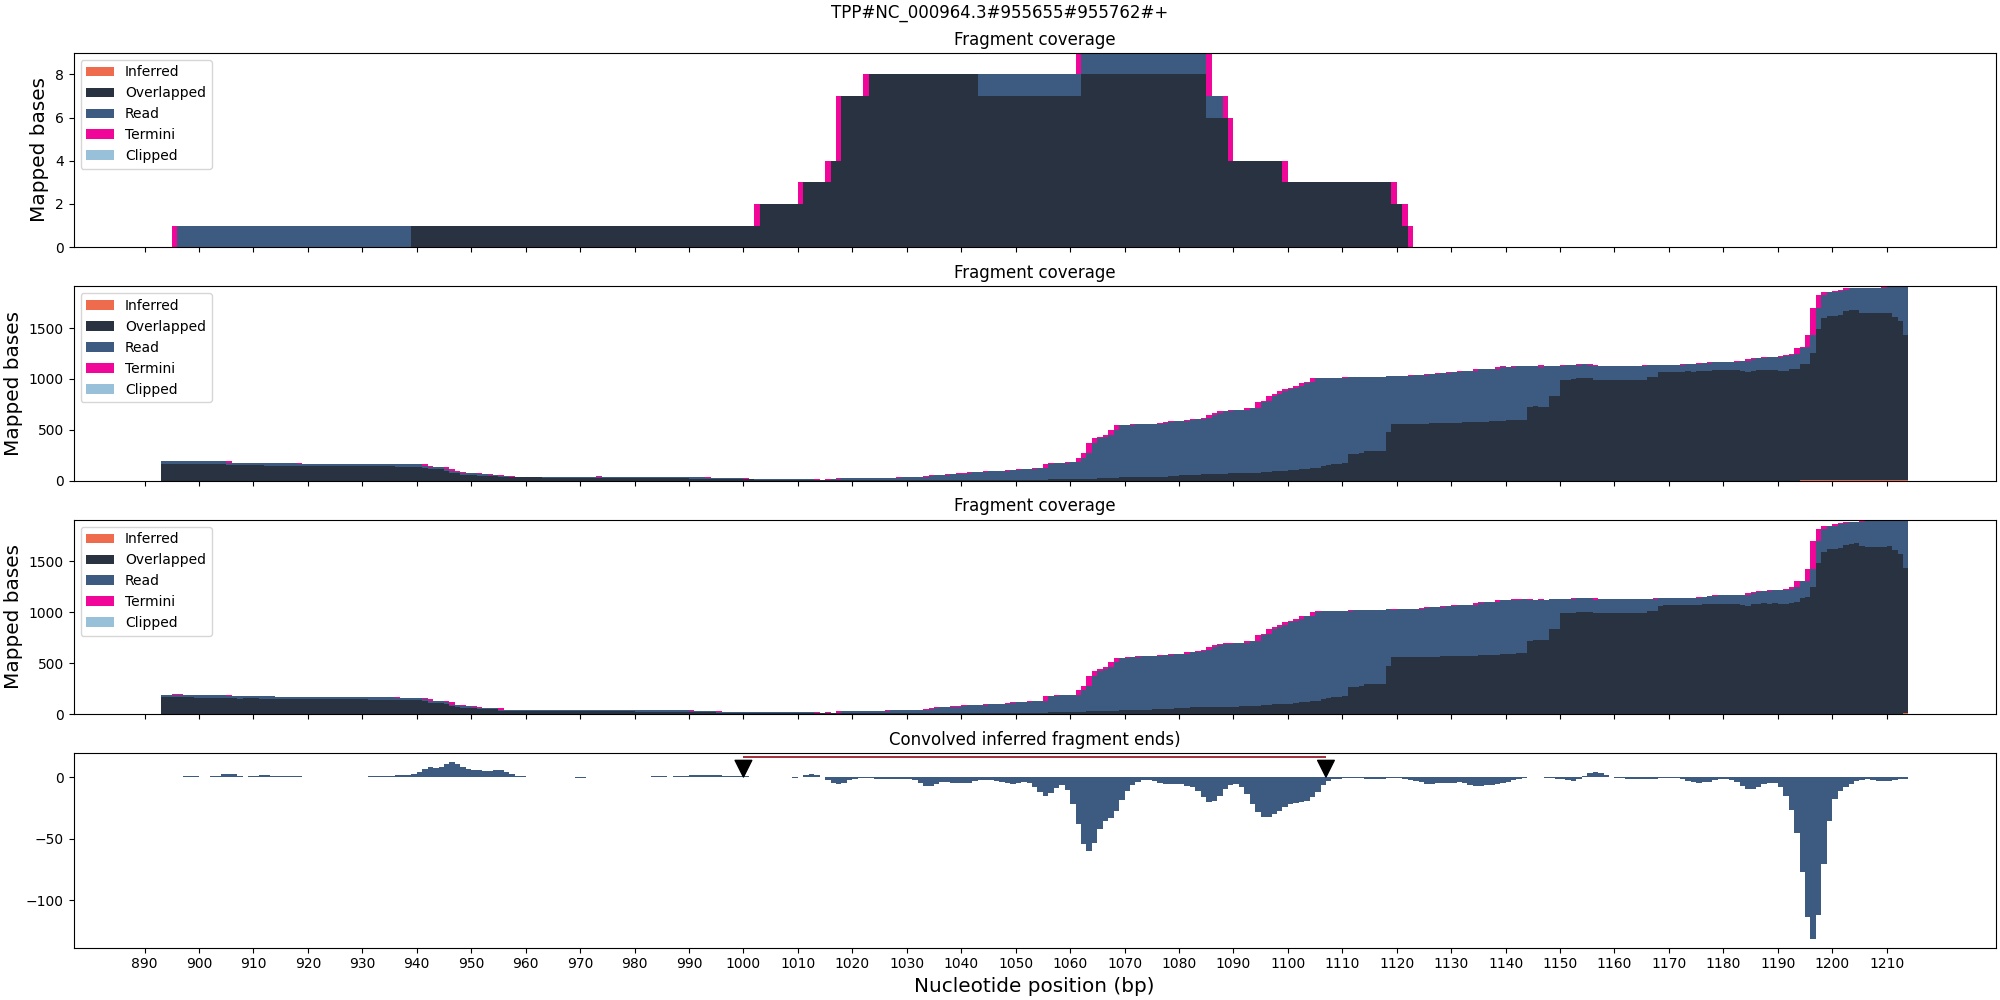 TPP#NC_000964.3#955655#955762#+
Fragment coverage
Mapped bases
8
6
4
2
0
Inferred
Overlapped
Read
Termini
Clipped
Fragment coverage
Mapped bases
1500
1000
500
0
Inferred
Overlapped
Read
Termini
Clipped
Fragment coverage
Mapped bases
1500
1000
500
0
Inferred
Overlapped
Read
Termini
Clipped
Convolved inferred fragment ends)
0
−50
−100
890 900 910 920 930 940 950 960 970 980 990 1000 1010 1020 1030 1040 1050 1060 1070 1080 1090 1100 1110 1120 1130 1140 1150 1160 1170 1180 1190 1200 1210
Nucleotide position (bp)